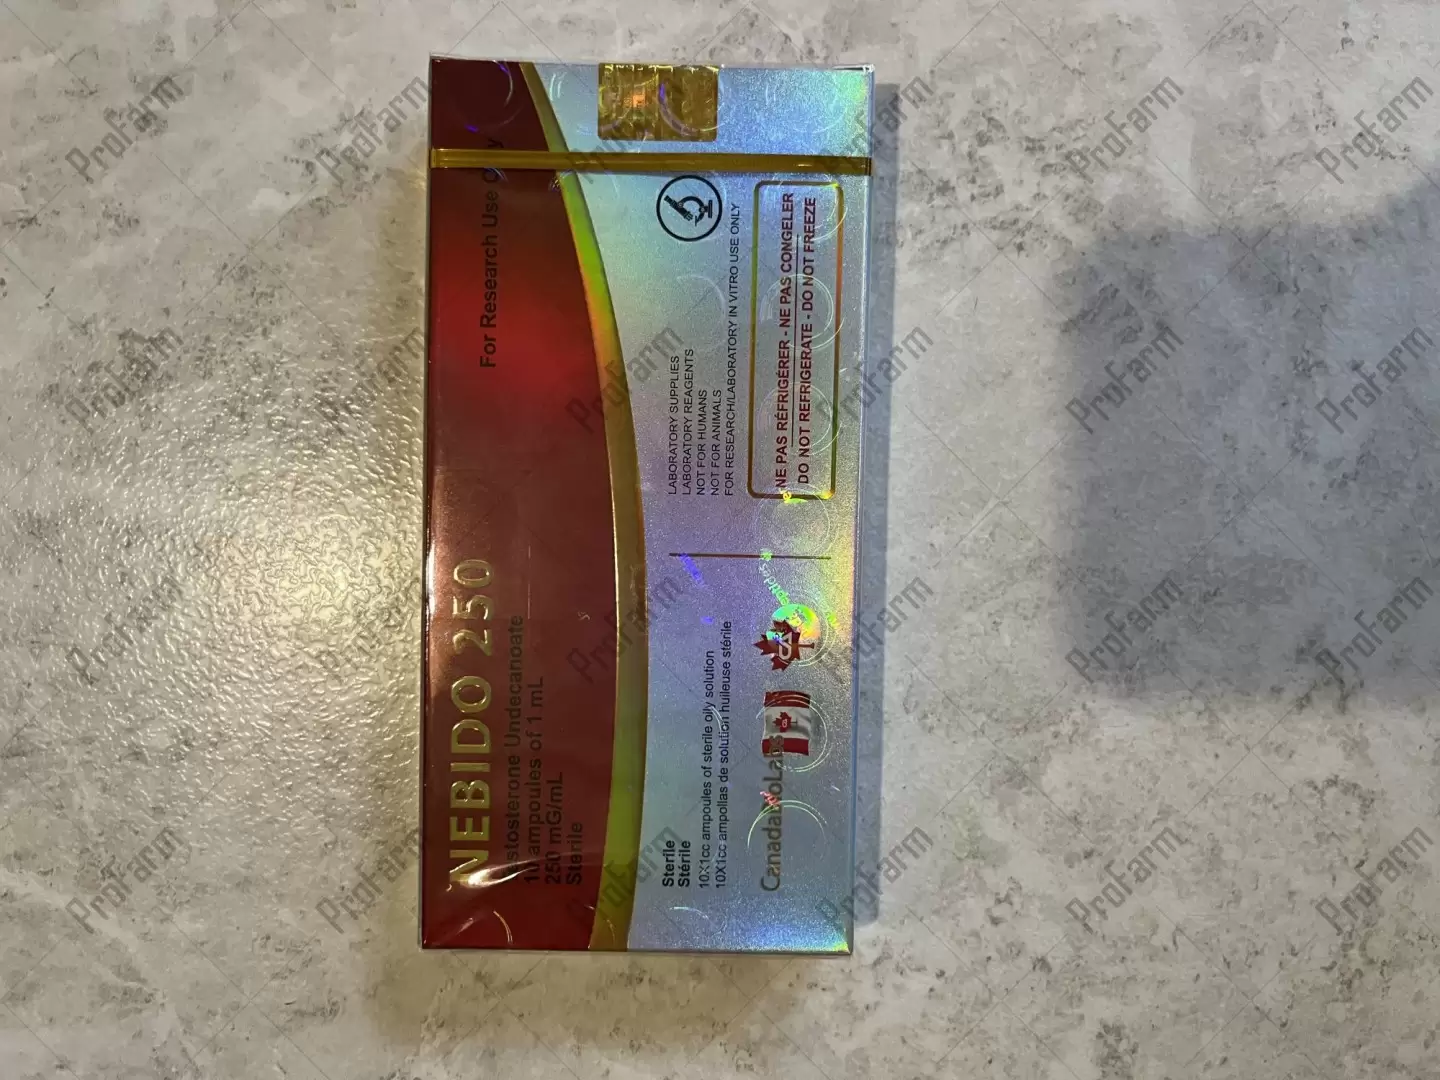 NEBIDO 250
Testosterone Undecanoate
10 ampoules of 1 mL
250 mG/mL
Sterile
For Research Use Only
Sterile
Stérile
10X1cc ampoules of sterile oily solution
10X1cc ampollas de solution huileuse stérile
CanadaBioLabs
LABORATORY SUPPLIES
LABORATORY REAGENTS
NOT FOR HUMANS
NOT FOR ANIMALS
FOR RESEARCH/LABORATORY IN VITRO USE ONLY
NE PAS RÉFRIGÉRER - NE PAS CONGELER
DO NOT REFRIGERATE - DO NOT FREEZE
ProFarm